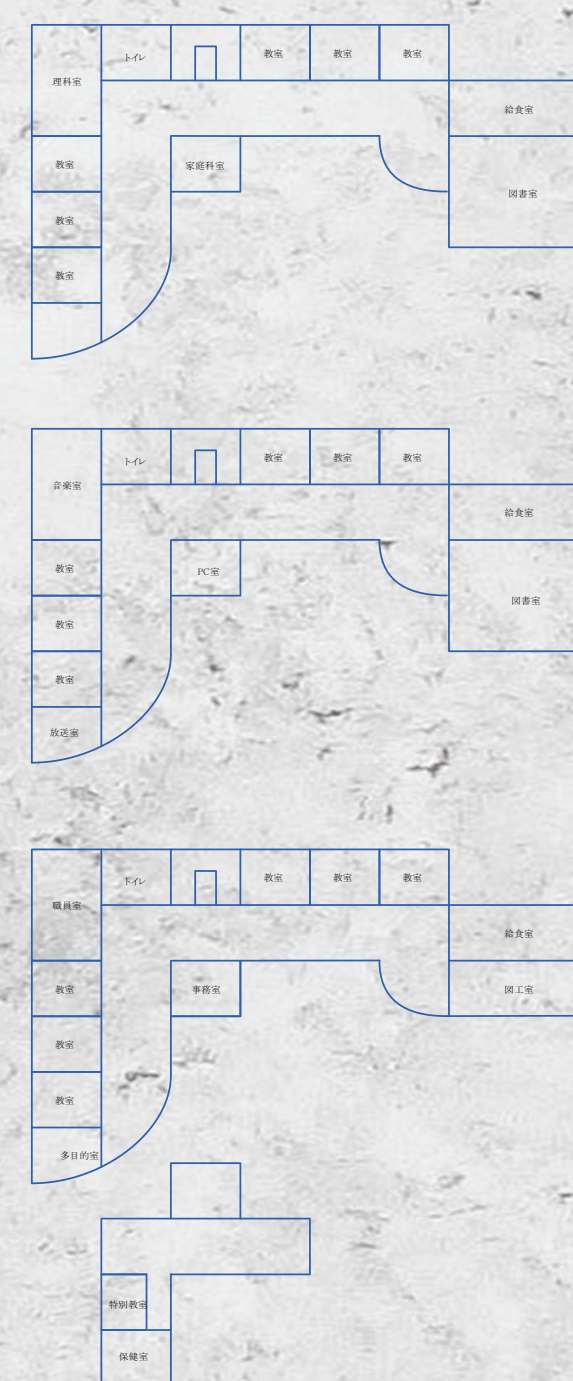 トイレ
教室
教室
教室
理科室
給食室
教室
家庭科室
図書室
教室
教室
トイレ
教室
教室
教室
音楽室
給食室
教室
PC室
図書室
教室
教室
放送室
トイレ
教室
教室
教室
職員室
給食室
教室
事務室
図工室
教室
教室
多目的室
特別教室
保健室